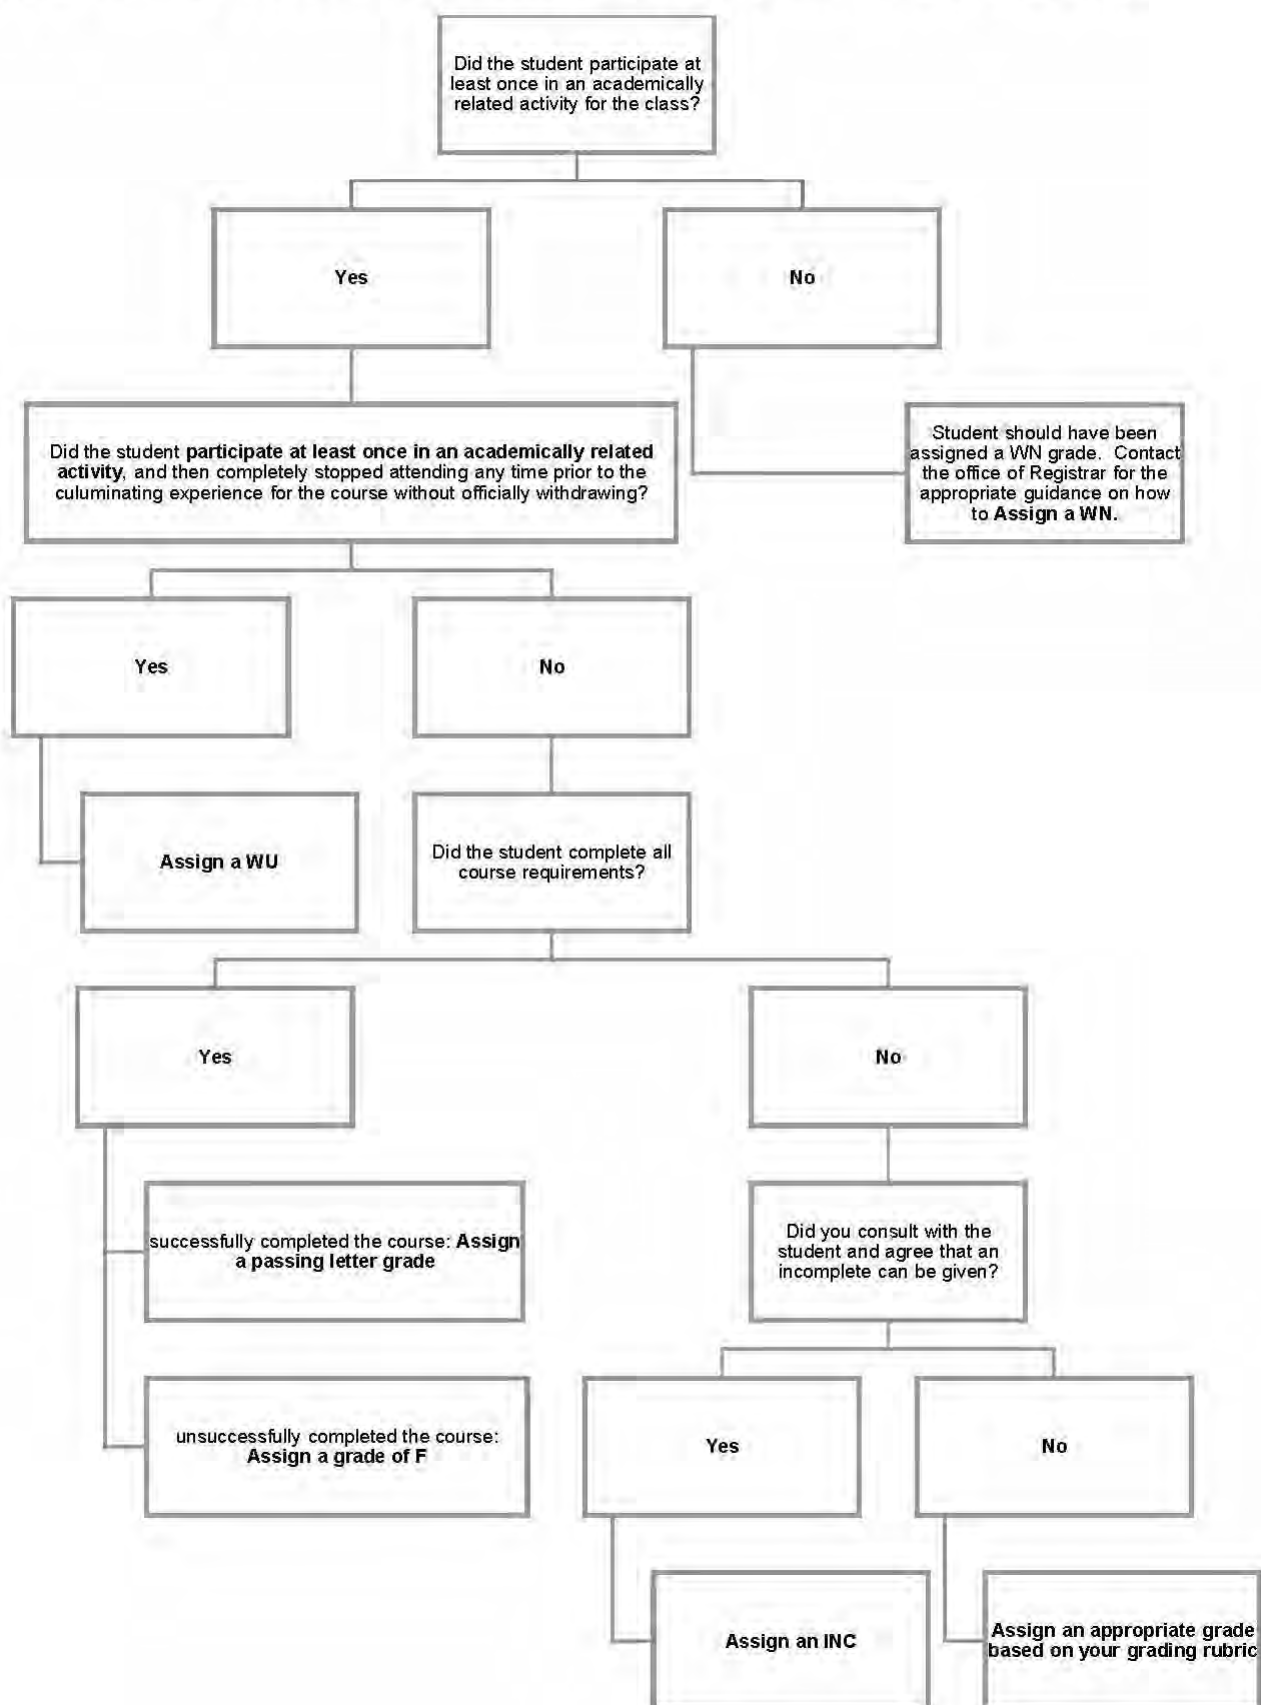 Did the student participate at
least once in an academically
related activity for the class?
Yes
No
Did the student participate at least once in an academically related
activity, and then completely stopped attending any time prior to the
culuminating experience for the course without officially withdrawing?
Student should have been
assigned a WN grade. Contact
the office of Registrar for the
appropriate guidance on how
to Assign a WN.
Yes
No
Assign a WU
Did the student complete all
course requirements?
Yes
No
successfully completed the course: Assign
a passing letter grade
Did you consult with the
student and agree that an
incomplete can be given?
unsuccessfully completed the course:
Assign a grade of F
Yes
No
Assign an INC
Assign an appropriate grade
based on your grading rubric